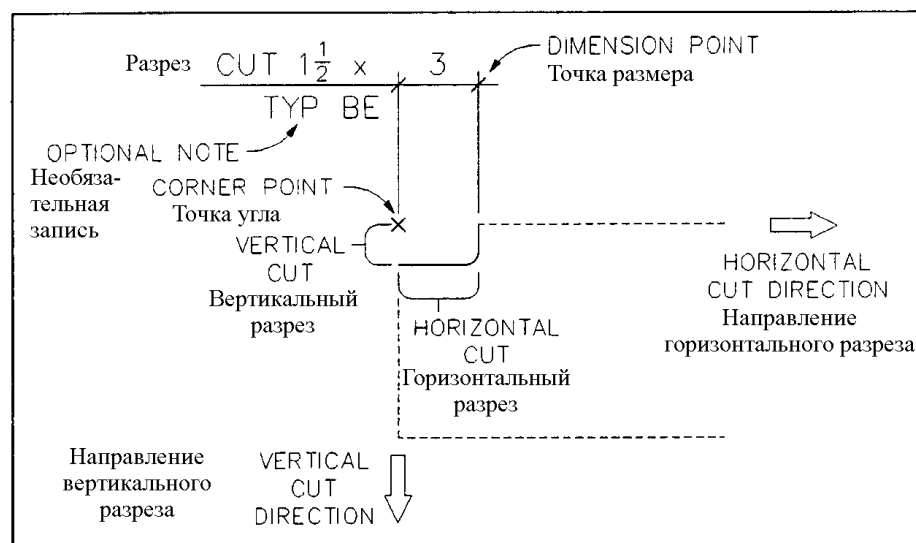 Разрез CUT 1 1/2 x 3
DIMENSION POINT
Точка размера
TYP BE
OPTIONAL NOTE
Необяза-
тельная
запись
CORNER POINT
Точка угла
VERTICAL
CUT
Вертикальный
разрез
HORIZONTAL
CUT
Горизонтальный
разрез
HORIZONTAL
CUT DIRECTION
Направление
горизонтального разреза
Направление
вертикального
разреза
VERTICAL
CUT
DIRECTION